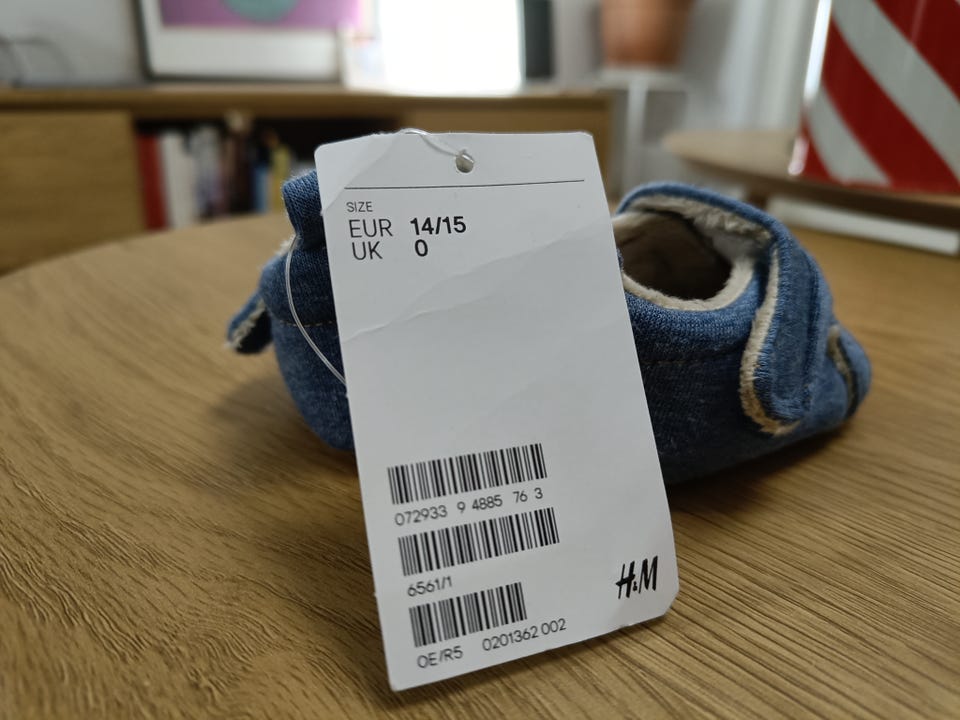 SIZE
EUR 14/15
UK 0
072933 9 4885 76 3
6561/1
OE/R5 0201362 002
H&M